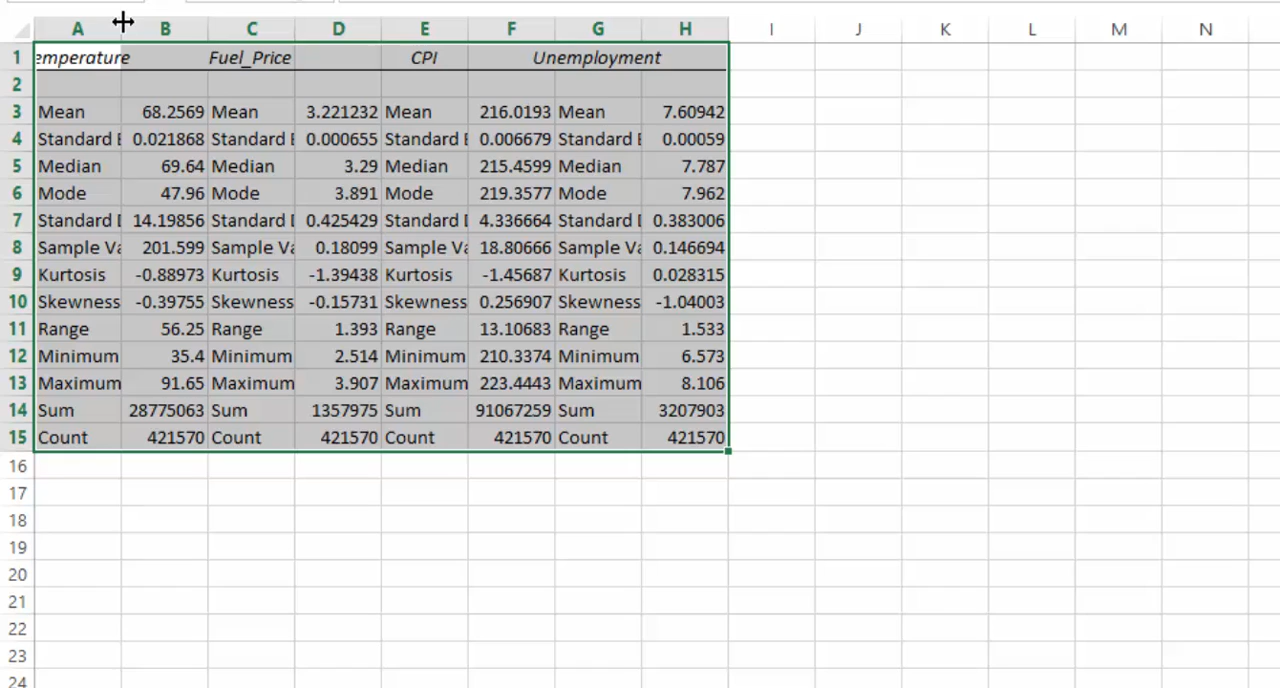 A B C D E F G H I J K L M N
1 emperature Fuel_Price CPI Unemployment
2
3 Mean 68.2569 Mean 3.221232 Mean 216.0193 Mean 7.60942
4 Standard E 0.021868 Standard E 0.000655 Standard E 0.006679 Standard E 0.00059
5 Median 69.64 Median 3.29 Median 215.4599 Median 7.787
6 Mode 47.96 Mode 3.891 Mode 219.3577 Mode 7.962
7 Standard D 14.19856 Standard D 0.425429 Standard D 4.336664 Standard D 0.383006
8 Sample Va 201.599 Sample Va 0.18099 Sample Va 18.80666 Sample Va 0.146694
9 Kurtosis -0.88973 Kurtosis -1.39438 Kurtosis -1.45687 Kurtosis 0.028315
10 Skewness -0.39755 Skewness -0.15731 Skewness 0.256907 Skewness -1.04003
11 Range 56.25 Range 1.393 Range 13.10683 Range 1.533
12 Minimum 35.4 Minimum 2.514 Minimum 210.3374 Minimum 6.573
13 Maximum 91.65 Maximum 3.907 Maximum 223.4443 Maximum 8.106
14 Sum 28775063 Sum 1357975 Sum 91067259 Sum 3207903
15 Count 421570 Count 421570 Count 421570 Count 421570
16
17
18
19
20
21
22
23
24